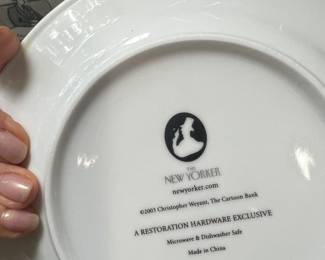 THE
NEW YORKER
newyorker.com
©2003 Christopher Weyant, The Cartoon Bank
A RESTORATION HARDWARE EXCLUSIVE
Microwave & Dishwasher Safe
Made in China